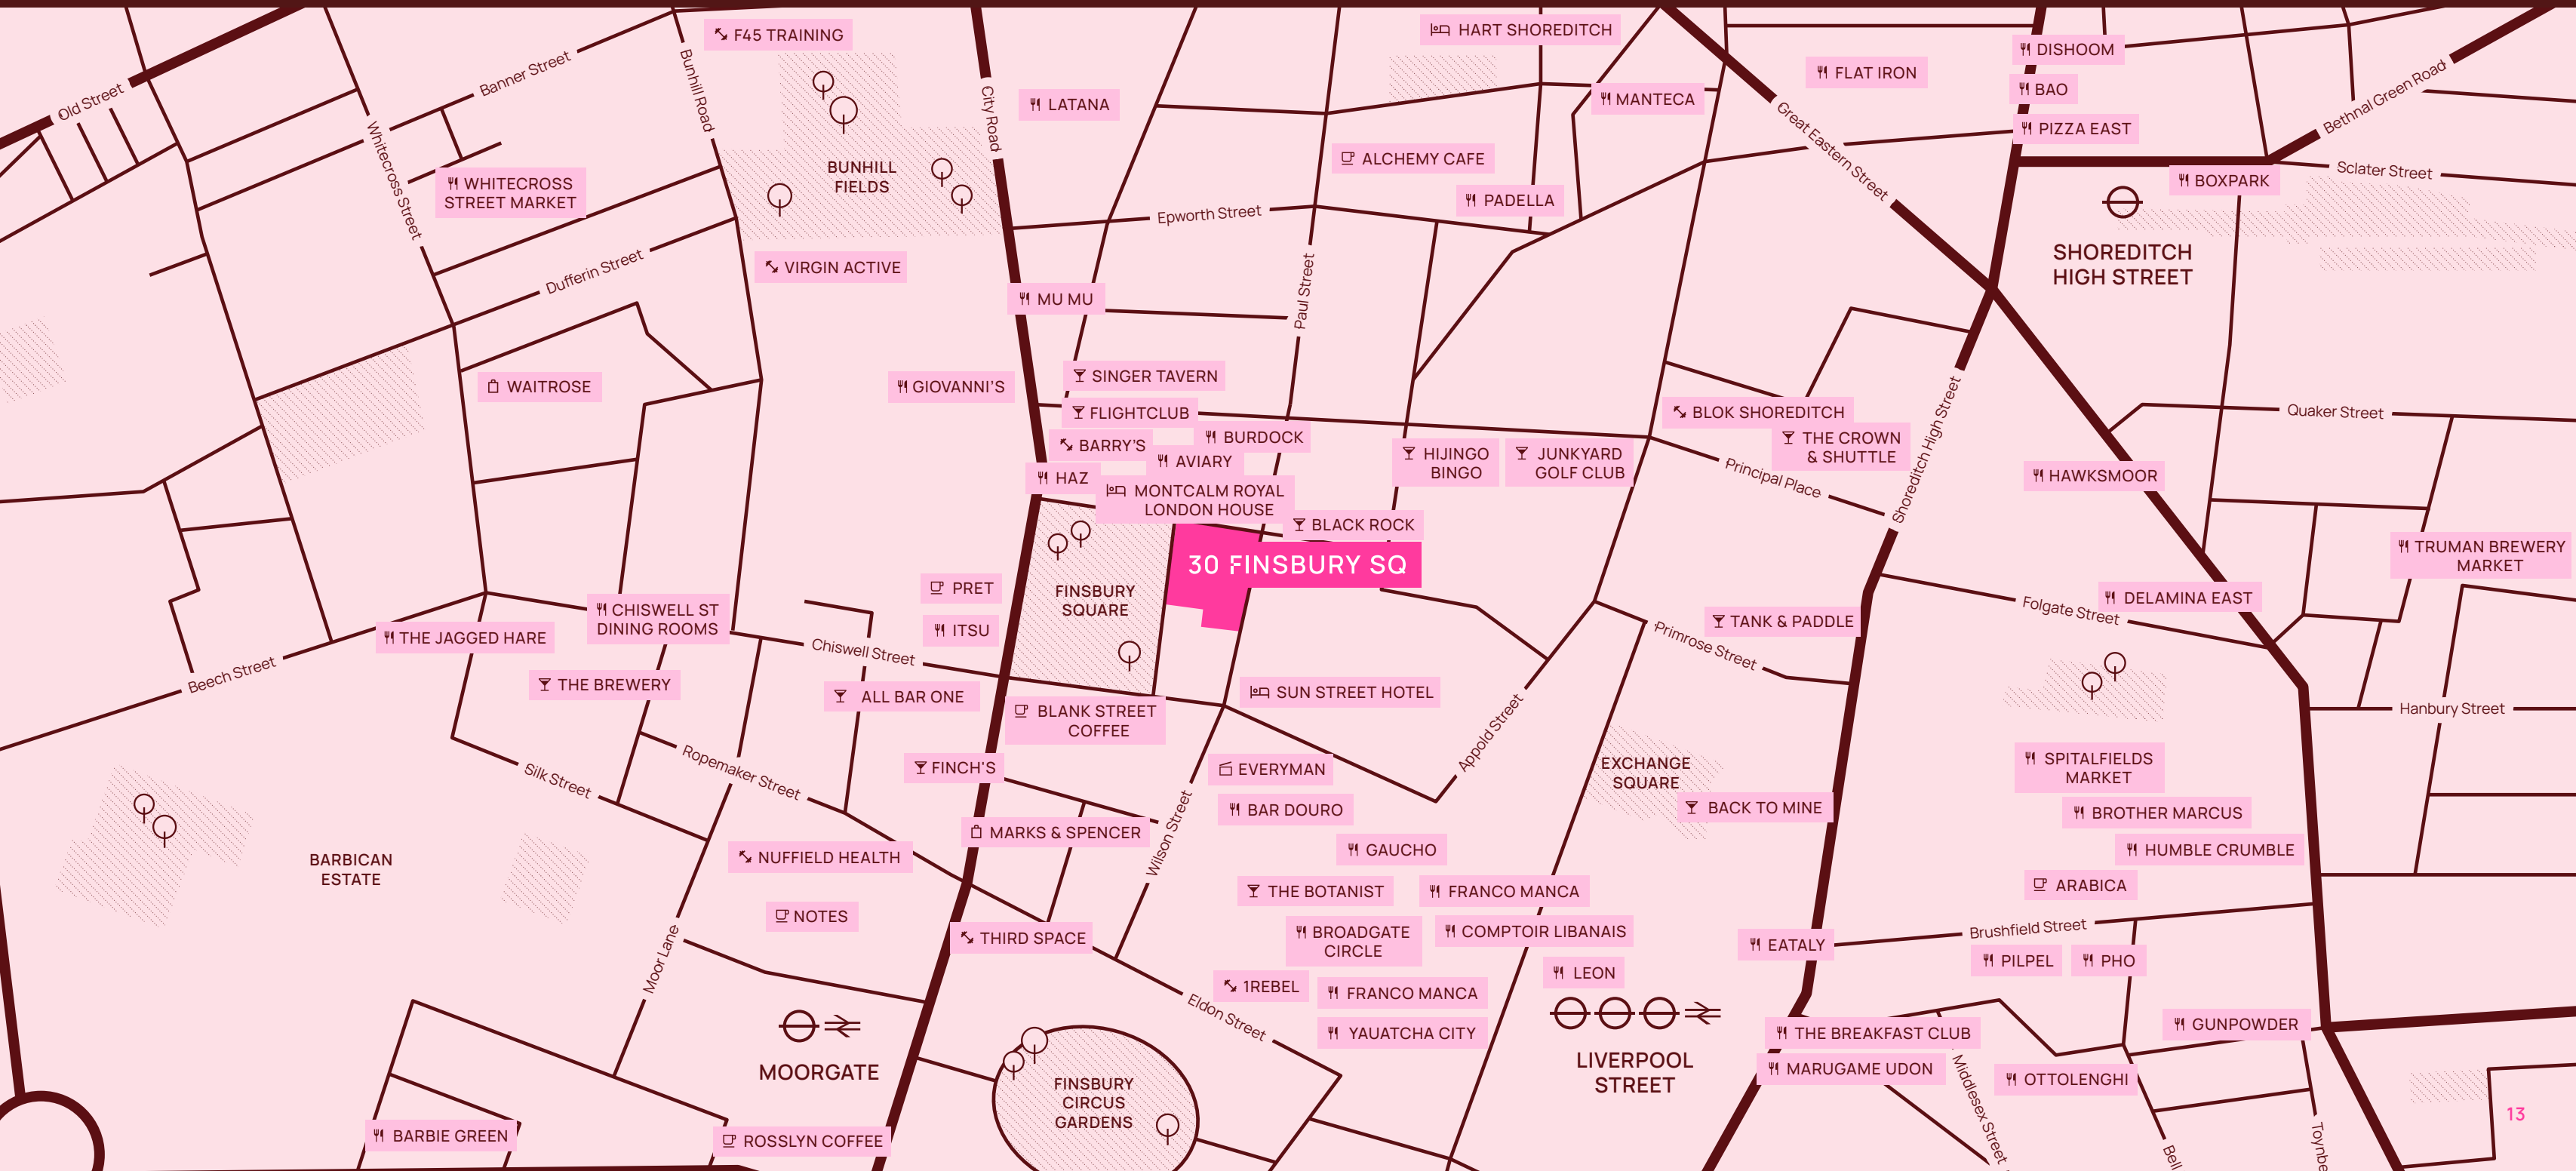 F45 TRAINING
HART SHOREDITCH
DISHOOM
FLAT IRON
BAO
Old Street
Banner Street
Bunhill Road
City Road
LATANA
MANTECA
Great Eastern Street
PIZZA EAST
Bethnal Green Road
Whitecross Street
WHITECROSS
STREET MARKET
BUNHILL
FIELDS
ALCHEMY CAFE
PADELLA
BOXPARK
Sclater Street
Epworth Street
SHOREDITCH
HIGH STREET
Dufferin Street
VIRGIN ACTIVE
MU MU
Paul Street
WAITROSE
GIOVANNI'S
SINGER TAVERN
FLIGHTCLUB
BARRY'S
BURDOCK
AVIARY
HAZ
MONTCALM ROYAL
LONDON HOUSE
BLACK ROCK
HIJINGO
BINGO
JUNKYARD
GOLF CLUB
BLOK SHOREDITCH
THE CROWN
& SHUTTLE
Principal Place
Shoreditch High Street
Quaker Street
HAWKSMOOR
TRUMAN BREWERY
MARKET
30 FINSBURY SQ
FINSBURY
SQUARE
PRET
ITSU
CHISWELL ST
DINING ROOMS
THE JAGGED HARE
Beech Street
THE BREWERY
Chiswell Street
ALL BAR ONE
BLANK STREET
COFFEE
SUN STREET HOTEL
TANK & PADDLE
Primrose Street
Folgate Street
DELAMINA EAST
Hanbury Street
Silk Street
Ropemaker Street
FINCH'S
EVERYMAN
Appold Street
EXCHANGE
SQUARE
BACK TO MINE
SPITALFIELDS
MARKET
BROTHER MARCUS
HUMBLE CRUMBLE
ARABICA
BAR DOURO
MARKS & SPENCER
Wilson Street
GAUCHO
BARBICAN
ESTATE
NUFFIELD HEALTH
NOTES
THE BOTANIST
FRANCO MANCA
BROADGATE
CIRCLE
COMPTOIR LIBANAIS
Moor Lane
THIRD SPACE
EATALY
Brushfield Street
PILPEL
PHO
LEON
1REBEL
FRANCO MANCA
YAUATCHA CITY
Eldon Street
MOORGATE
LIVERPOOL
STREET
THE BREAKFAST CLUB
MARUGAME UDON
Middlesex Street
OTTOLENGHI
GUNPOWDER
FINSBURY
CIRCUS
GARDENS
BARBIE GREEN
ROSSLYN COFFEE
Bell
Toynbe
13